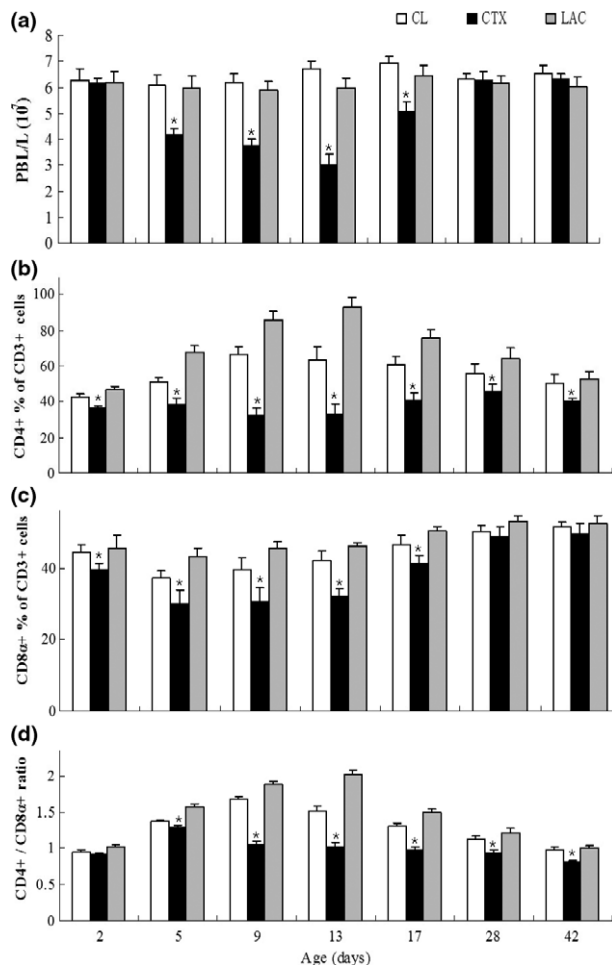 (a)
CL CTX LAC
PBL/L (10⁷)
8
7
6
5
4
3
2
1
0
* * * *
(b)
CD4+ % of CD3+ cells
100
80
60
40
20
0
* * * * * * *
(c)
CD8α+ % of CD3+ cells
40
20
0
* * * * *
(d)
CD4+ / CD8α+ ratio
2
1.5
1
0.5
0
* * * * * *
2 5 9 13 17 28 42
Age (days)